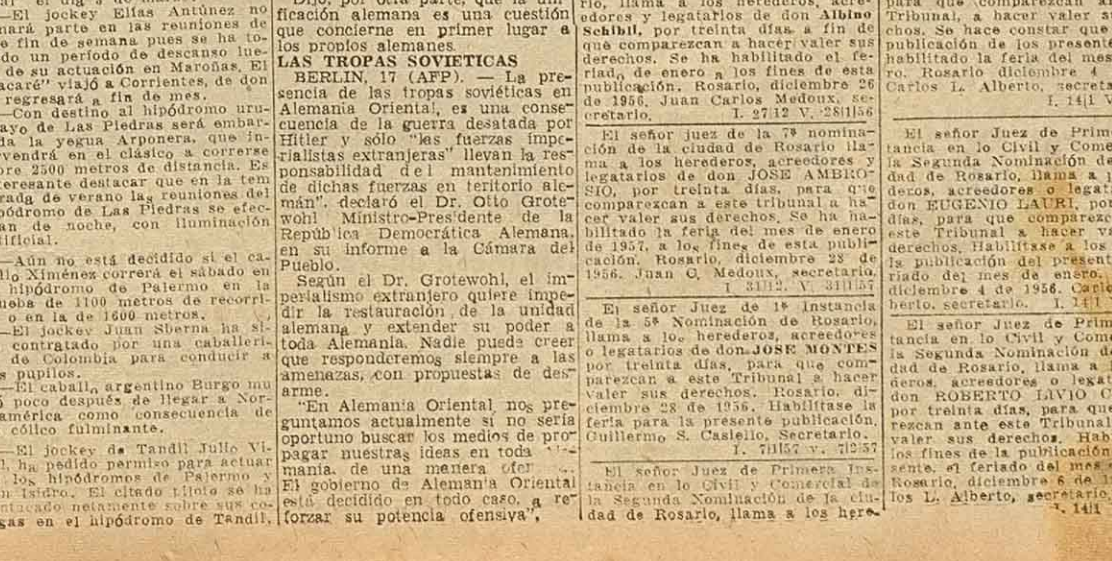 —El jockey Elías Antúnez no
mará parte en las reuniones de
fin de semana pues se ha to-
do un periodo de descanso lue-
de su actuación en Maroñas. El
acaré" viajó a Corrientes, de don
regresará a fin de mes.
—Con destino al hipódromo uru-
ayo de Las Piedras será embar-
da la yegua Arponera, que in-
vendrá en el clásico a correrse
bre 2500 metros de distancia. Es
teresante destacar que en la tem
rada de verano las reuniones del
pódromo de Las Piedras se efec-
an de noche, con iluminación
tificial.
—Aún no está decidido si el ca-
llo Ximénez correrá el sábado en
hipódromo de Palermo en la
ueba de 1100 metros de recorri-
o en la de 1600 metros.
—El jockey Juan Sberna ha si-
contratado por una caballeri-
de Colombia para conducir a
s pupilos.
—El caballo argentino Burgo mu
ó poco después de llegar a Nor-
américa como consecuencia de
cólico fulminante.
—El jockey de Tandil Julio Vi-
l, ha pedido permiso para actuar
los hipódromos de Palermo y
n Isidro. El citado
netamente sobre sus co-
gas en el hipódromo de Tandil.
ficación alemana es una cuestión
que concierne en primer lugar a
los propios alemanes.
LAS TROPAS SOVIETICAS
BERLIN, 17 (AFP). — La pre-
sencia de las tropas soviéticas en
Alemania Oriental, es una conse-
cuencia de la guerra desatada por
Hitler y sólo "las fuerzas impe-
rialistas extranjeras" llevan la res-
ponsabilidad del mantenimiento
de dichas fuerzas en teritorio ale-
mán". declaró el Dr. Otto Grote-
wohl Ministro-Presidente de la
República Democrática Alemana.
en su informe a la Cámara del
Pueblo.
Según el Dr. Grotewohl, el im-
perialismo extranjero quiere impe-
dir la restauración de la unidad
alemana y extender su poder a
toda Alemania. Nadie puede creer
que responderemos siempre a las
amenazas, con propuestas de des-
arme.
"En Alemania Oriental nos pre-
guntamos actualmente si no sería
oportuno buscar los medios de pro-
pagar nuestras ideas en toda
mania. de una manera
El gobierno de Alemania Oriental
está decidido en todo caso, a re-
forzar su potencia ofensiva",
rio, llama a los herederos, acre-
edores y legatarios de don Albino
Schibil, por treinta días, a fin de
que comparezcan a hacer valer sus
derechos. Se ha habilitado el fe-
riado de enero a los fines de esta
publicación. Rosario, diciembre 26
de 1956. Juan Carlos Medoux, se-
cretario. I. 27|12 V. 28|1|56
El señor juez de la 7ª nomina-
ción de la ciudad de Rosario lla-
ma a los herederos, acreedores y
legatarios de don JOSE AMBRO-
SIO, por treinta días, para que
comparezcan a este tribunal a ha-
cer valer sus derechos. Se ha ha-
bilitado la feria del mes de enero
de 1957, a los fines de esta publi-
cación. Rosario, diciembre 28 de
1956. Juan C. Medoux, secretario.
I 31|12. V. 31|1|57
El señor Juez de 1ª Instancia
de la 5ª Nominación de Rosario,
llama a los herederos, acreedores
o legatarios de don JOSE MONTES
por treinta días, para que com-
parezcan a este Tribunal a hacer
valer sus derechos. Rosario, di-
ciembre 28 de 1956. Habilítase la
feria para la presente publicación.
Guillermo S. Casiello, Secretario.
I. 7|1|57 v. 7|2|57
El señor Juez de Primera Ins-
tancia en lo Civil y Comercial de
la Segunda Nominación de la ciu-
dad de Rosario, llama a los here-
para que comparezcan an
Tribunal, a hacer valer s
chos. Se hace constar que
publicación de los presente
habilitado la feria del mes
ro. Rosario diciembre 4
Carlos L. Alberto, secreta
I. 14|1 V
El señor Juez de Prim
tancia en lo Civil y Come
la Segunda Nominación de
dad de Rosario, llama a
deros, acreedores o legat
don EUGENIO LAURI, po
días, para que comparezc
este Tribunal a hacer va
derechos. Habilítase a los
la publicación del present
riado del mes de enero.
diciembre 4 de 1956. Carlo
berto. secretario. I. 14|1
El señor Juez de Prim
tancia en lo Civil y Come
la Segunda Nominación d
dad de Rosario, llama a
deros, acreedores o legat
don ROBERTO LIVIO C
por treinta días, para que
rezcan ante este Tribunal
valer sus derechos. Hab
los fines de la publicación
sente, el feriado del mes
Rosario, diciembre 6 de 1
los L. Alberto, secretario
I. 14|1